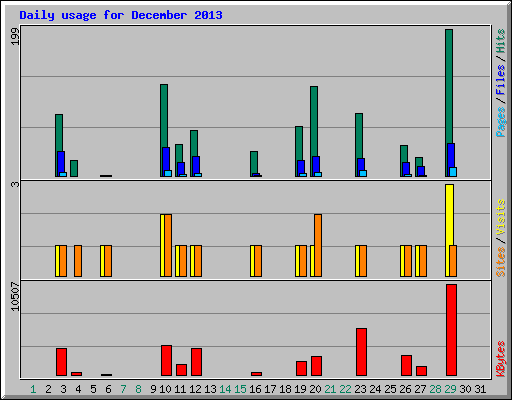 Daily usage for December 2013
199
Pages / Files / Hits
3
Sites / Visits
10507
KBytes
1 2 3 4 5 6 7 8 9 10 11 12 13 14 15 16 17 18 19 20 21 22 23 24 25 26 27 28 29 30 31